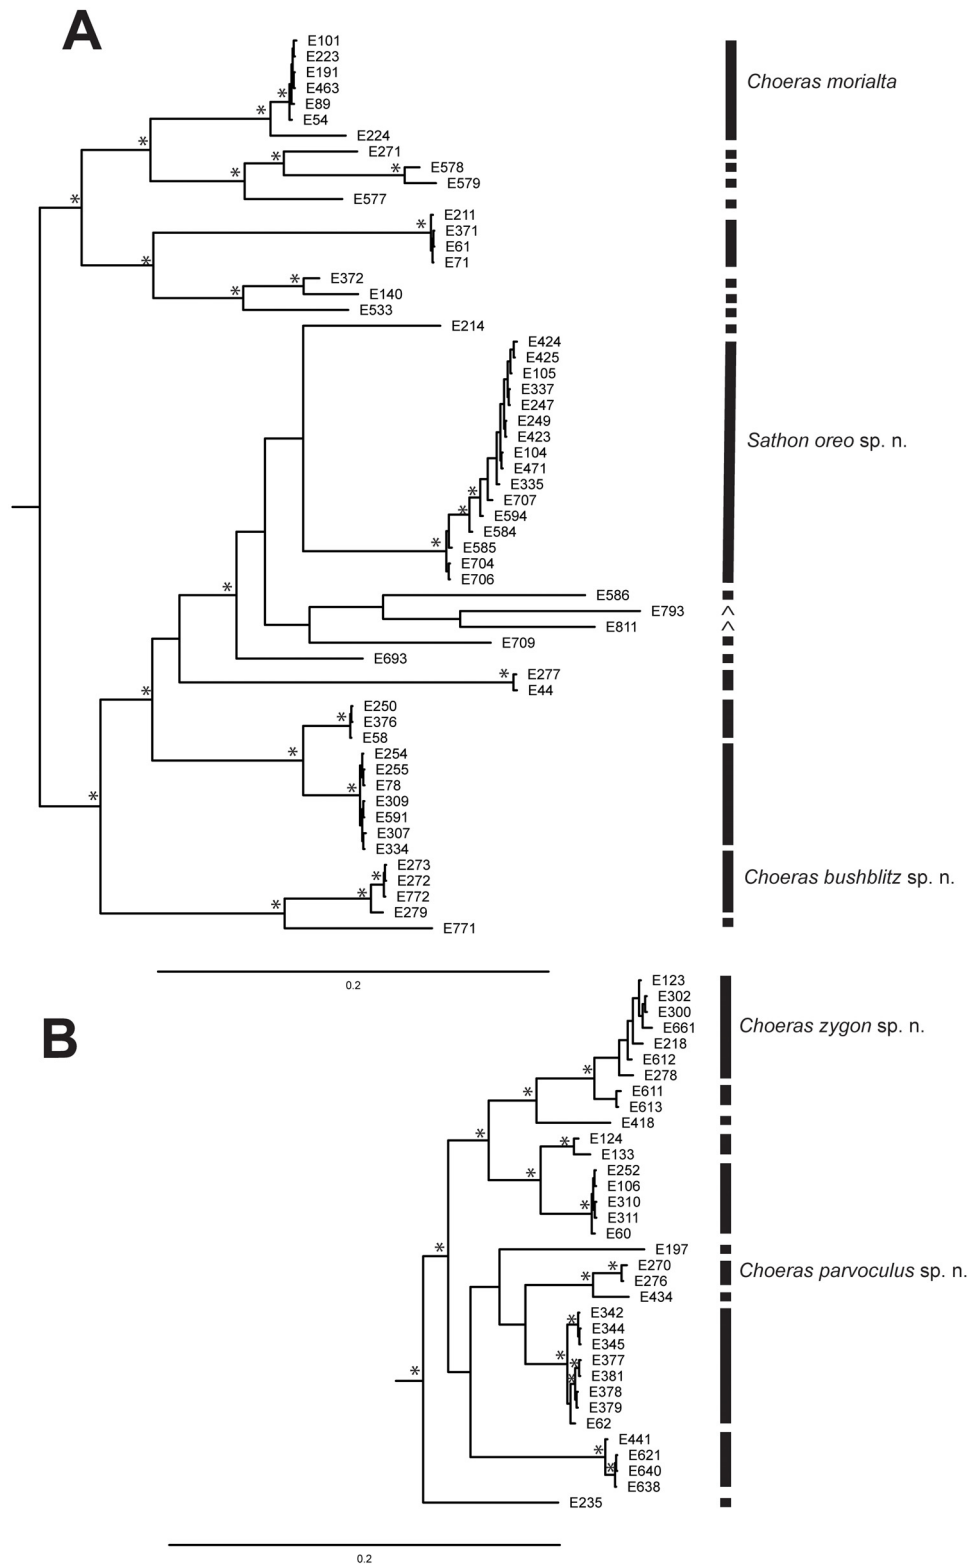 A
E101
E223
E191
E463
E89
E54
Choeras morialta
E224
E271
E578
E579
E577
E211
E371
E61
E71
E372
E140
E533
E214
E424
E425
E105
E337
E247
E249
E423
Sathon oreo sp. n.
E104
E471
E335
E707
E594
E584
E585
E704
E706
E586
E793
E811
E709
E693
E277
E44
E250
E376
E58
E254
E255
E78
E309
E591
E307
E334
E273
E272
Choeras bushblitz sp. n.
E772
E279
E771
0.2
B
E123
E302
E300
E661
Choeras zygon sp. n.
E218
E612
E278
E611
E613
E418
E124
E133
E252
E106
E310
E311
E60
E197
E270
Choeras parvoculus sp. n.
E276
E434
E342
E344
E345
E377
E381
E378
E379
E62
E441
E621
E640
E638
E235
0.2